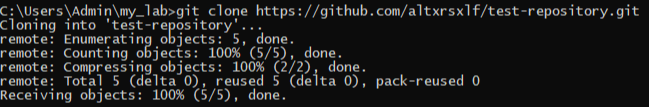 C:\Users\Admin\my_lab>git clone https://github.com/altxrsxlf/test-repository.git
Cloning into 'test-repository'...
remote: Enumerating objects: 5, done.
remote: Counting objects: 100% (5/5), done.
remote: Compressing objects: 100% (2/2), done.
remote: Total 5 (delta 0), reused 5 (delta 0), pack-reused 0
Receiving objects: 100% (5/5), done.